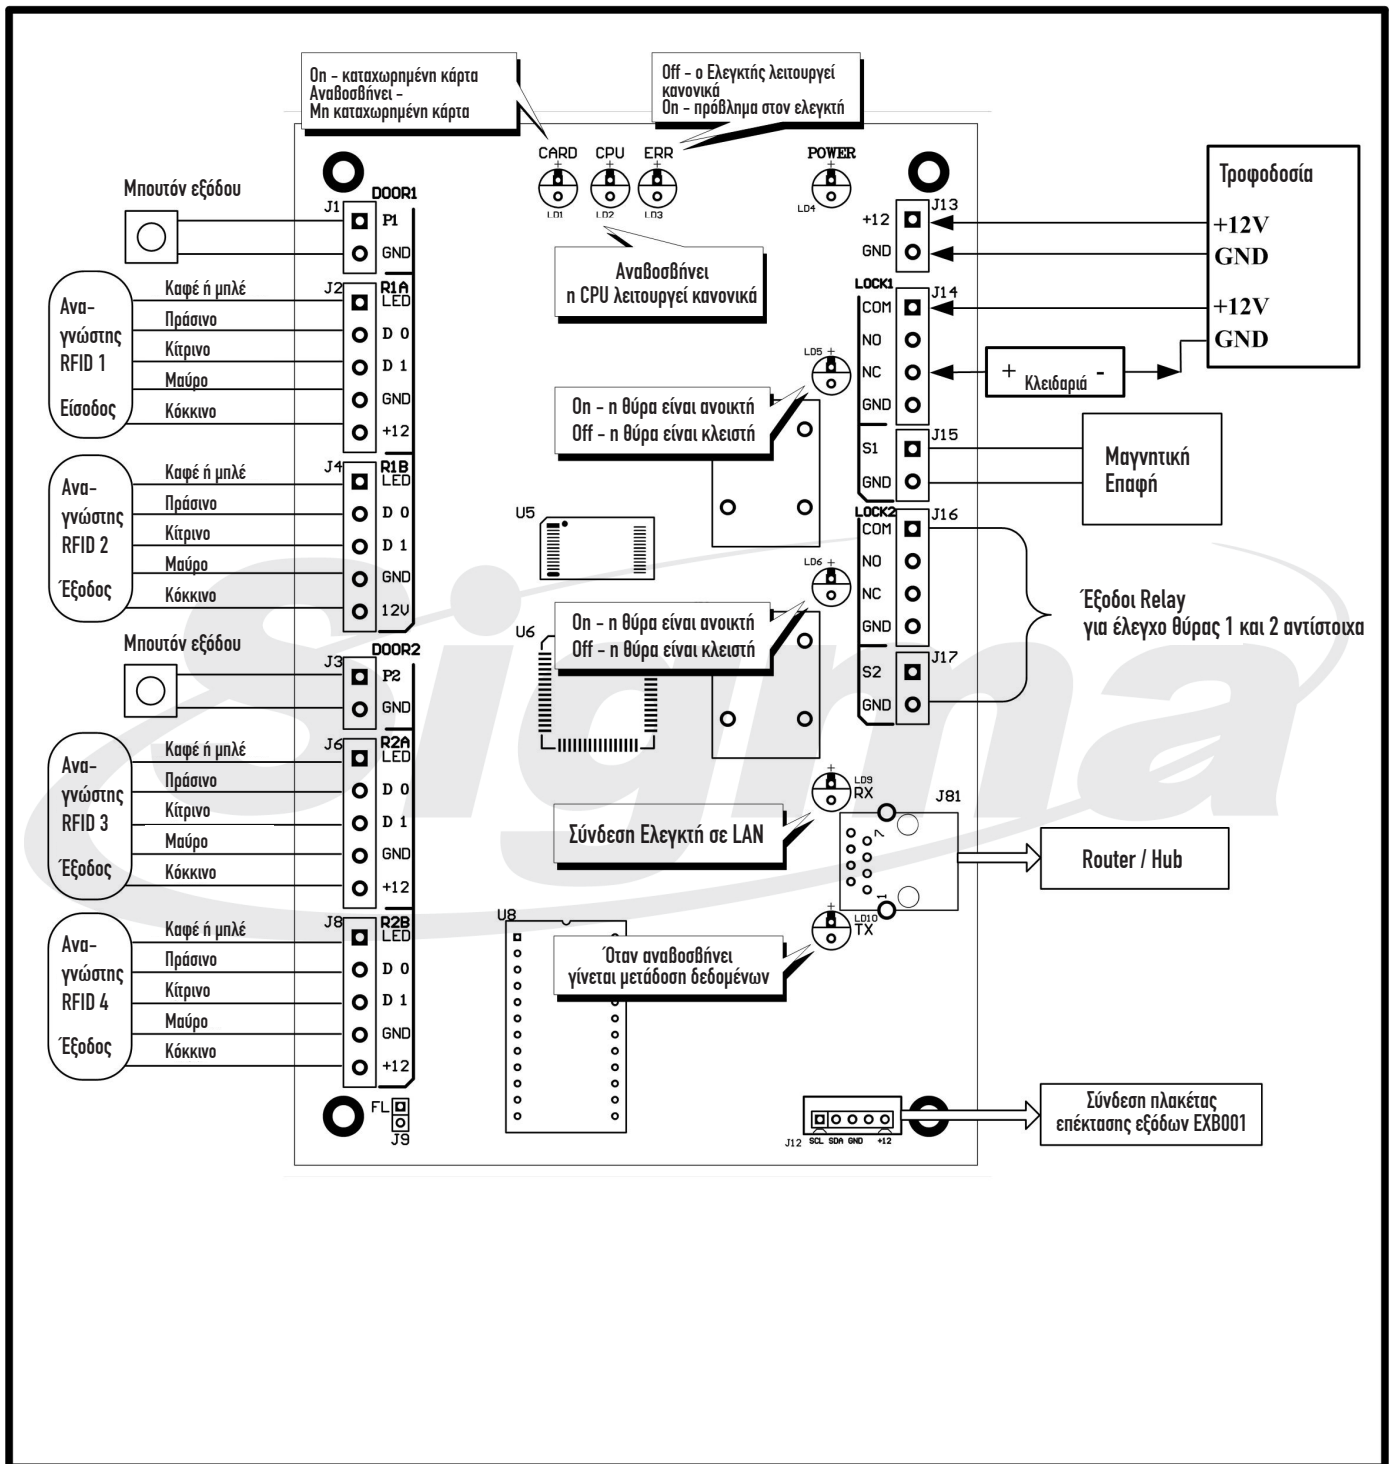 On - καταχωρημένη κάρτα
Αναβοσβήνει -
Μη καταχωρημένη κάρτα
Off - ο Ελεγκτής λειτουργεί
κανονικά
On - πρόβλημα στον ελεγκτή
CARD
CPU
ERR
POWER
LD1
LD2
LD3
LD4
Αναβοσβήνει
η CPU λειτουργεί κανονικά
Μπουτόν εξόδου
J1
DOOR1
P1
GND
Ανα-
γνώστης
RFID 1
Είσοδος
Καφέ ή μπλέ
Πράσινο
Κίτρινο
Μαύρο
Κόκκινο
J2
R1A
LED
D 0
D 1
GND
+12
Ανα-
γνώστης
RFID 2
Έξοδος
Καφέ ή μπλέ
Πράσινο
Κίτρινο
Μαύρο
Κόκκινο
J4
R1B
LED
D 0
D 1
GND
12V
Μπουτόν εξόδου
J3
DOOR2
P2
GND
Ανα-
γνώστης
RFID 3
Έξοδος
Καφέ ή μπλέ
Πράσινο
Κίτρινο
Μαύρο
Κόκκινο
J6
R2A
LED
D 0
D 1
GND
+12
Ανα-
γνώστης
RFID 4
Έξοδος
Καφέ ή μπλέ
Πράσινο
Κίτρινο
Μαύρο
Κόκκινο
J8
R2B
LED
D 0
D 1
GND
+12
FL
J9
U5
U6
U8
LD5
On - η θύρα είναι ανοικτή
Off - η θύρα είναι κλειστή
LD6
On - η θύρα είναι ανοικτή
Off - η θύρα είναι κλειστή
LD9
RX
Σύνδεση Ελεγκτή σε LAN
LD10
TX
Όταν αναβοσβήνει
γίνεται μετάδοση δεδομένων
J13
+12
GND
LOCK1
J14
COM
NO
NC
GND
J15
S1
GND
LOCK2
J16
COM
NO
NC
GND
J17
S2
GND
J81
7
1
J12
SCL SDA GND +12
Τροφοδοσία
+12V
GND
+12V
GND
+ Κλειδαριά -
Μαγνητική
Επαφή
Έξοδοι Relay
για έλεγχο θύρας 1 και 2 αντίστοιχα
Router / Hub
Σύνδεση πλακέτας
επέκτασης εξόδων EXB001
Sigma